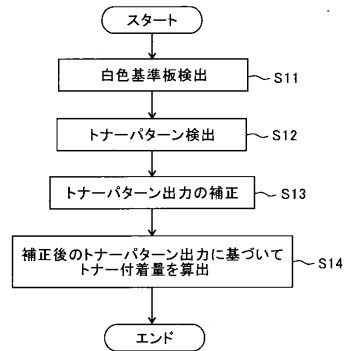 スタート
白色基準板検出
S11
トナーパターン検出
S12
トナーパターン出力の補正
S13
補正後のトナーパターン出力に基づいて
トナー付着量を算出
S14
エンド